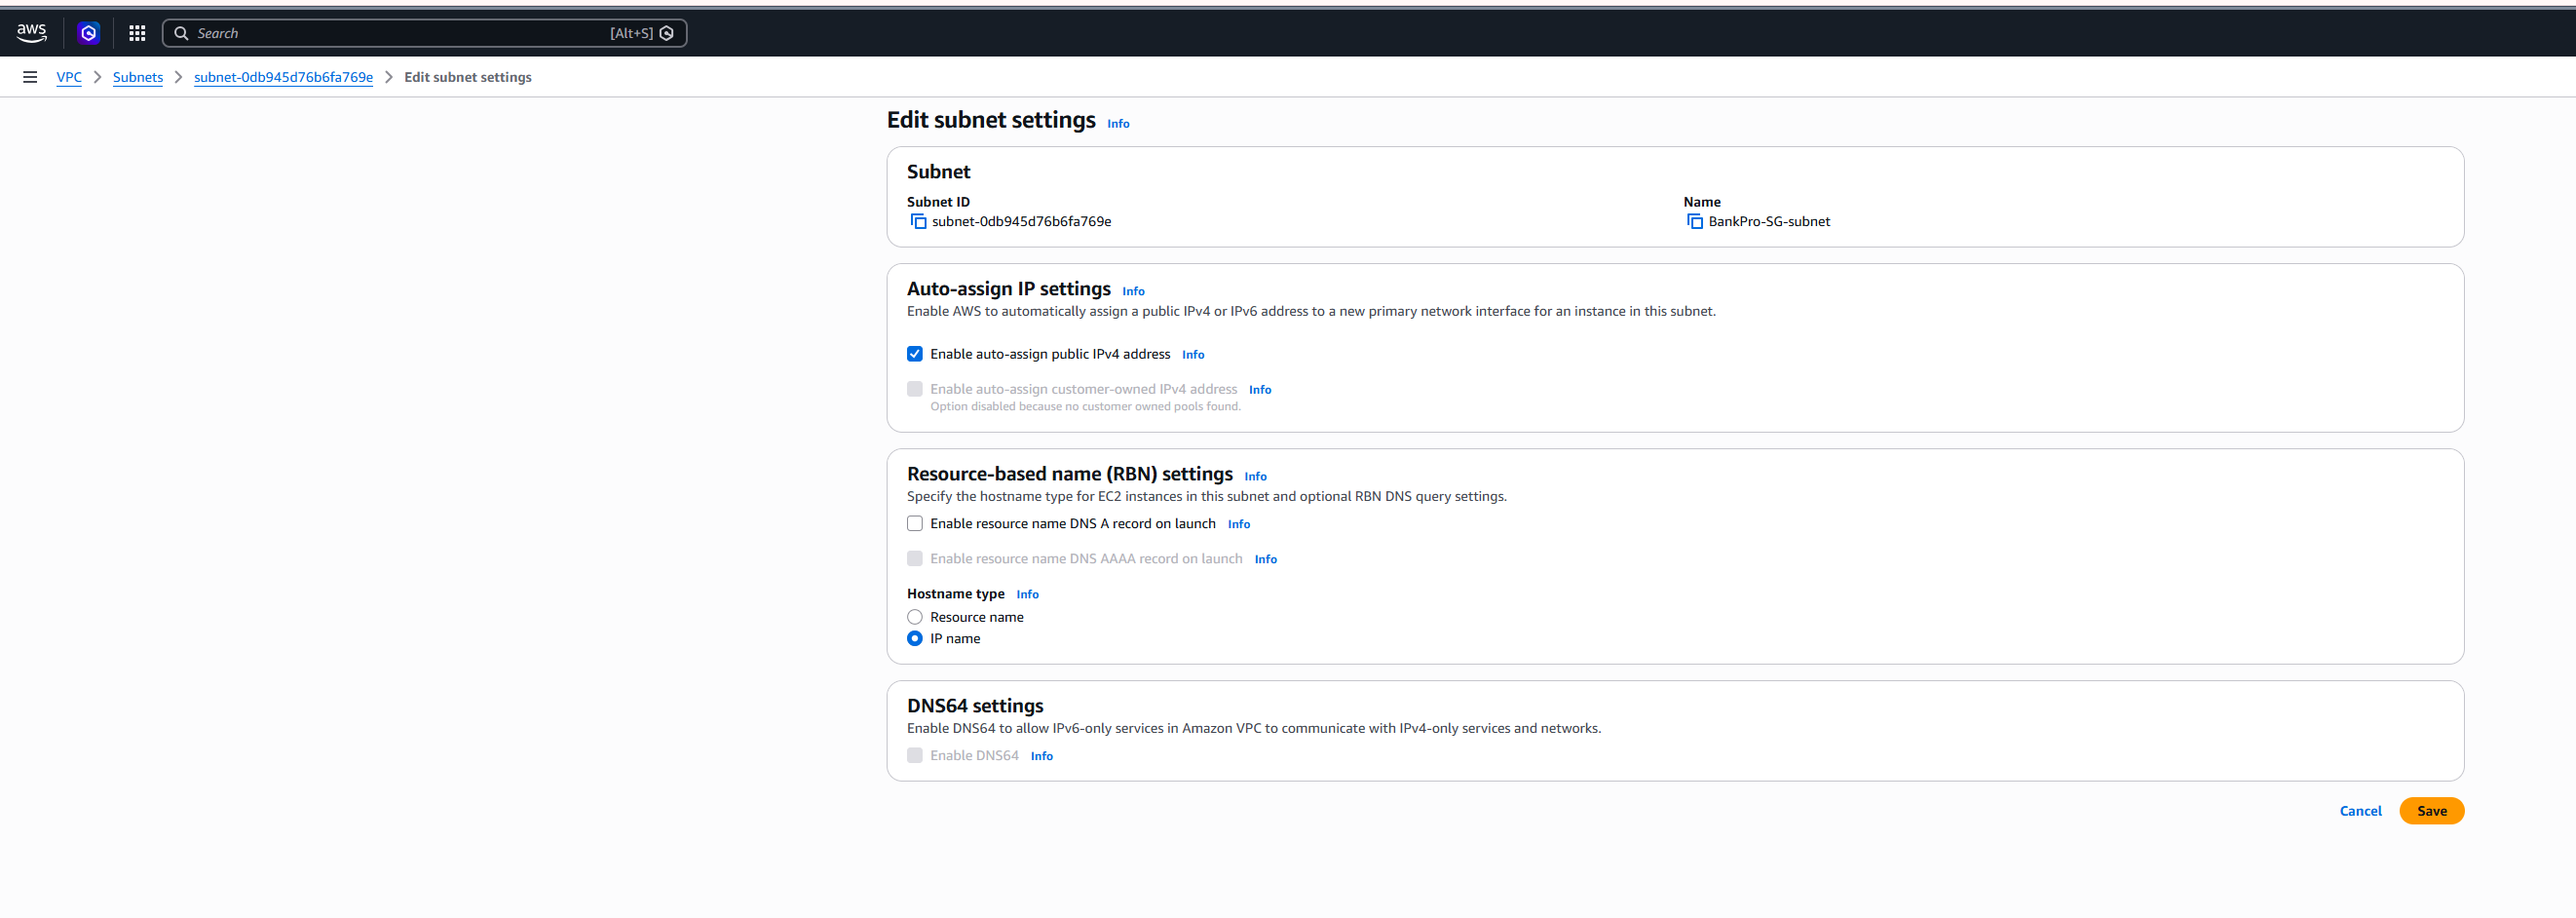 aws
Search [Alt+S]
VPC > Subnets > subnet-0db945d76b6fa769e > Edit subnet settings
Edit subnet settings Info
Subnet
Subnet ID Name
subnet-0db945d76b6fa769e BankPro-SG-subnet
Auto-assign IP settings Info
Enable AWS to automatically assign a public IPv4 or IPv6 address to a new primary network interface for an instance in this subnet.
Enable auto-assign public IPv4 address Info
Enable auto-assign customer-owned IPv4 address Info
Option disabled because no customer owned pools found.
Resource-based name (RBN) settings Info
Specify the hostname type for EC2 instances in this subnet and optional RBN DNS query settings.
Enable resource name DNS A record on launch Info
Enable resource name DNS AAAA record on launch Info
Hostname type Info
Resource name
IP name
DNS64 settings
Enable DNS64 to allow IPv6-only services in Amazon VPC to communicate with IPv4-only services and networks.
Enable DNS64 Info
Cancel Save